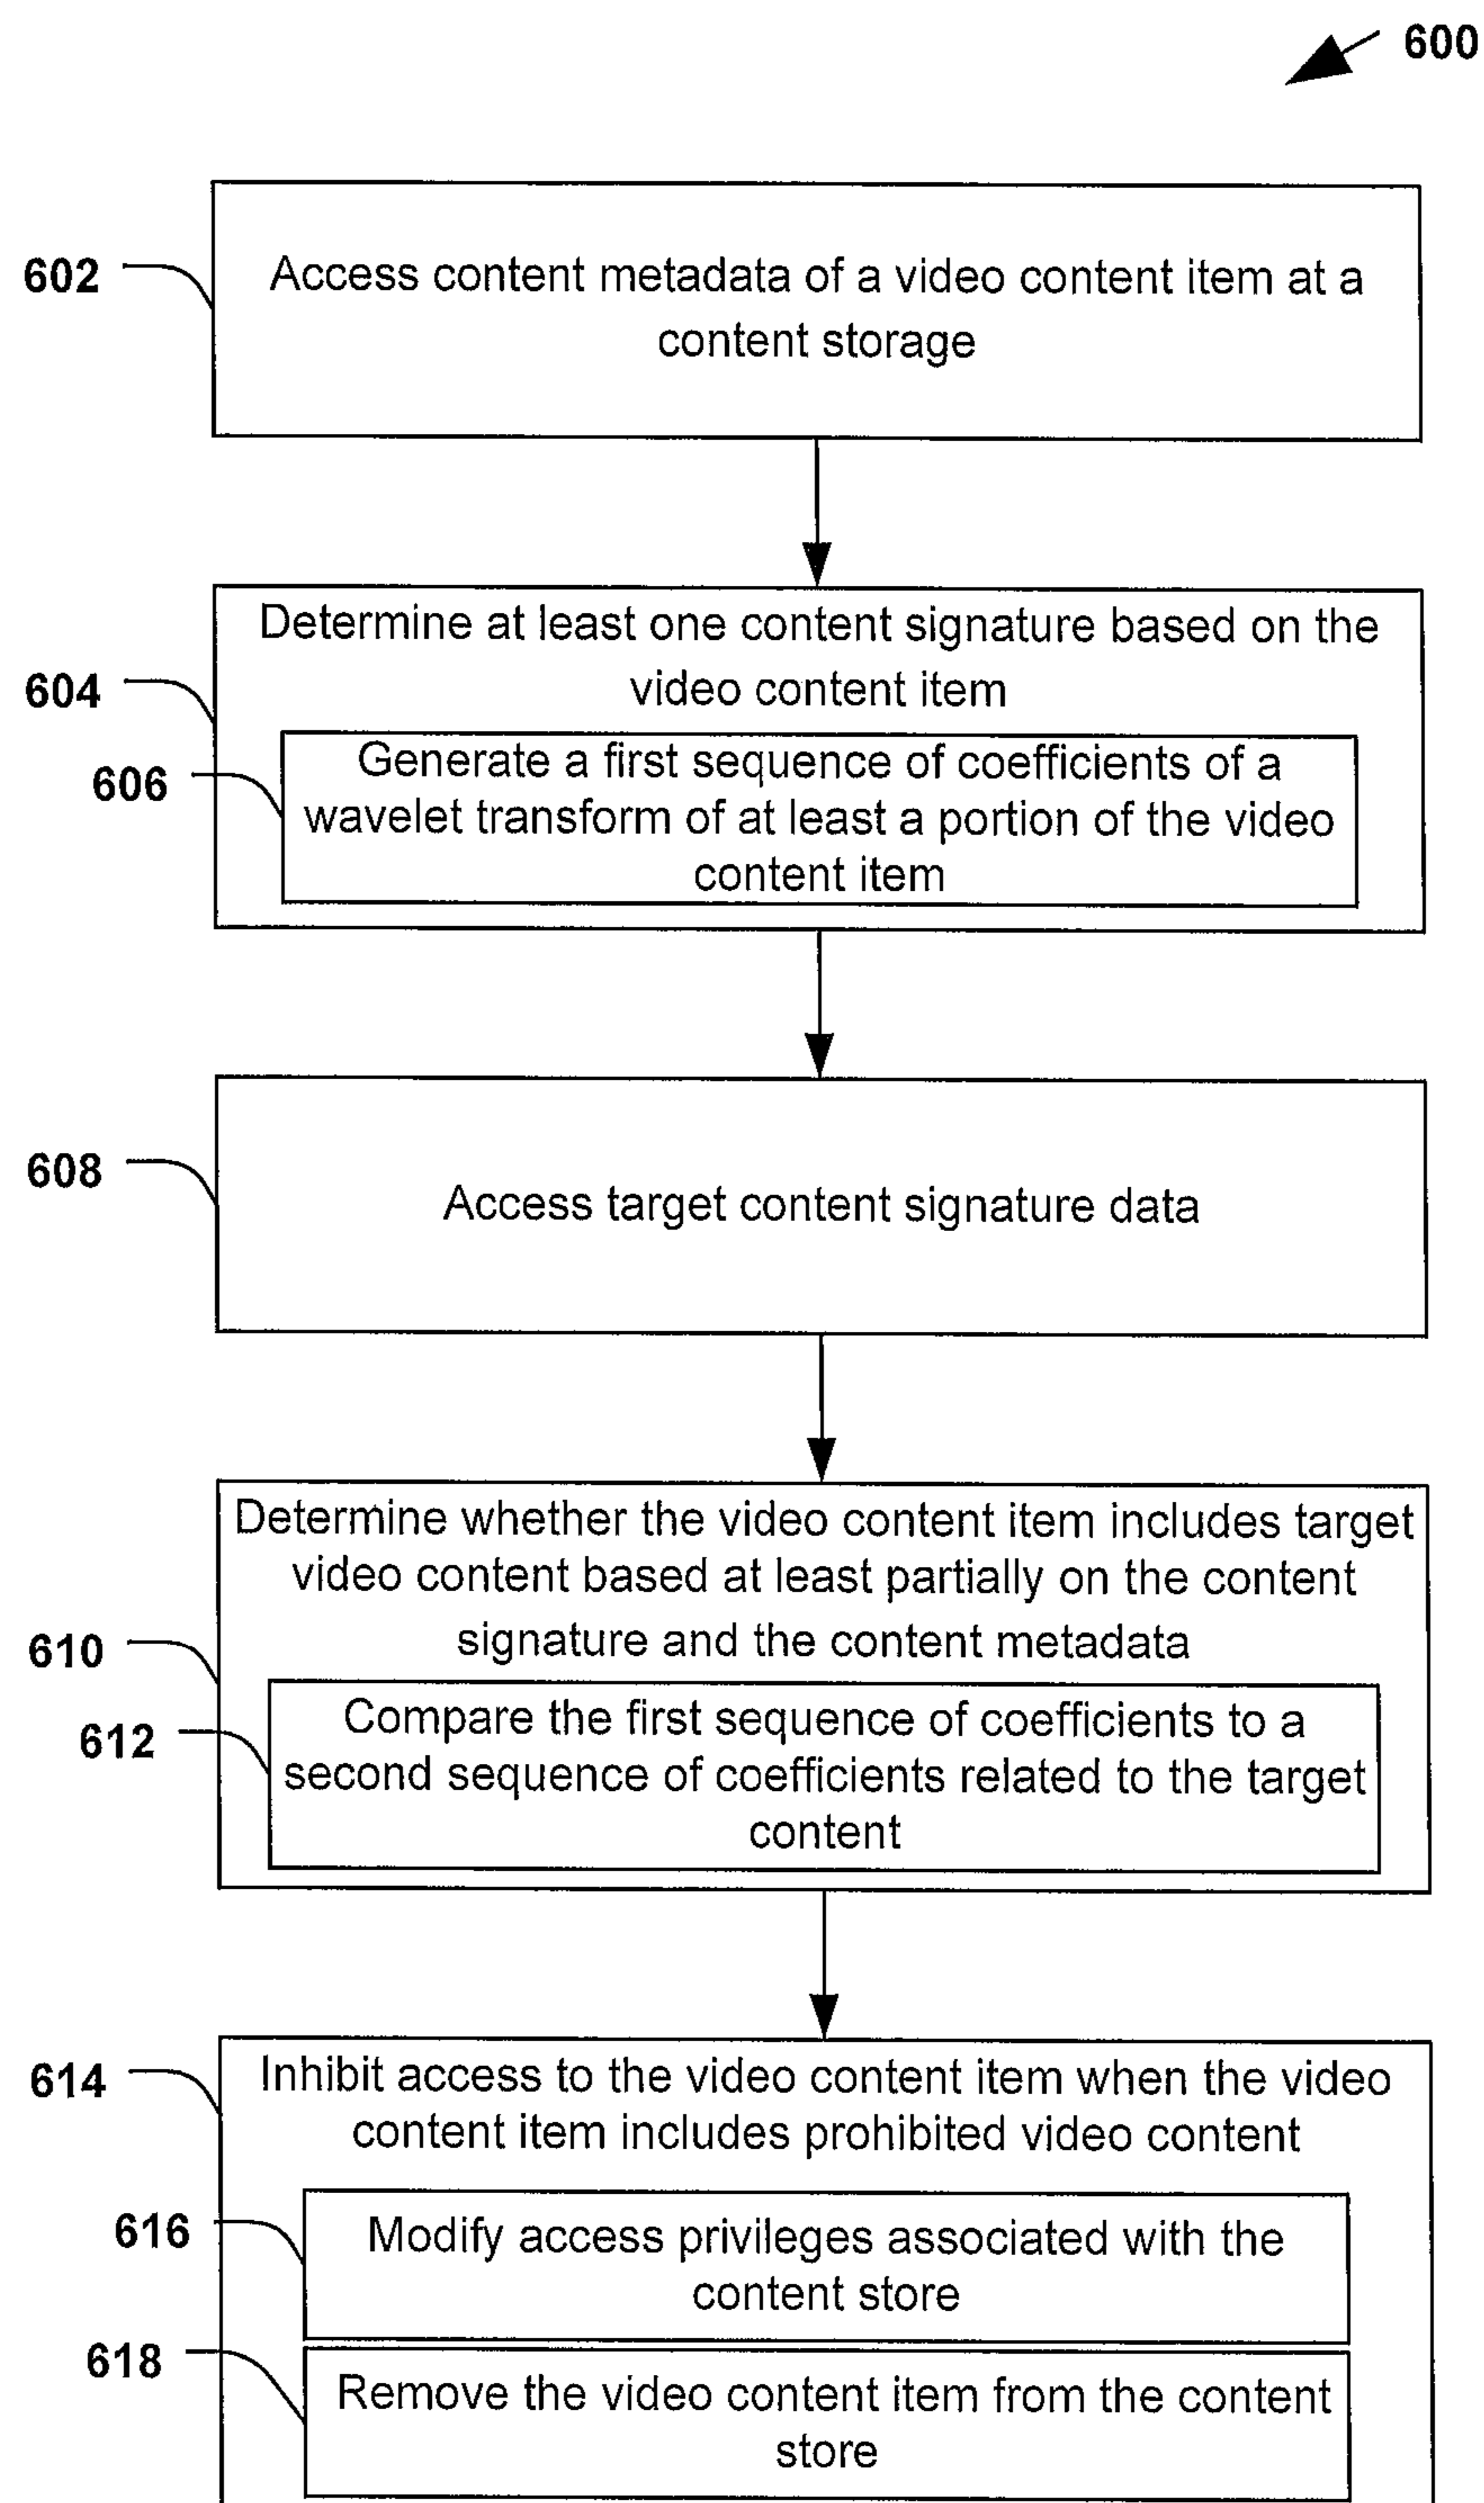 600
602
Access content metadata of a video content item at a
content storage
604
Determine at least one content signature based on the
video content item
606
Generate a first sequence of coefficients of a
wavelet transform of at least a portion of the video
content item
608
Access target content signature data
610
Determine whether the video content item includes target
video content based at least partially on the content
signature and the content metadata
612
Compare the first sequence of coefficients to a
second sequence of coefficients related to the target
content
614
Inhibit access to the video content item when the video
content item includes prohibited video content
616
Modify access privileges associated with the
content store
618
Remove the video content item from the content
store